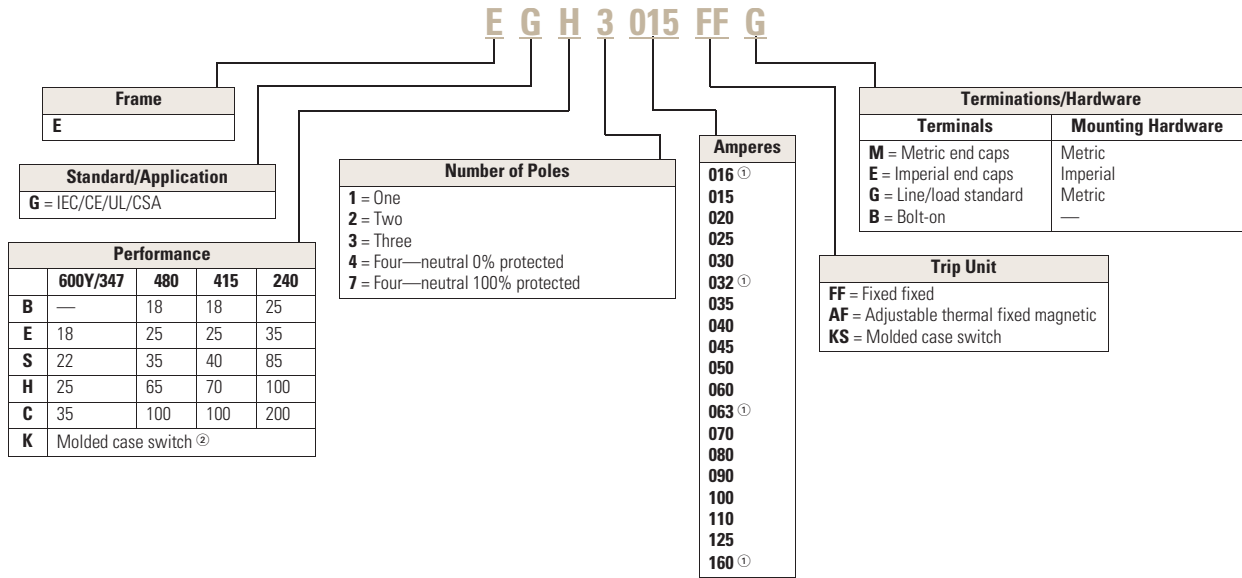 E G H 3 015 FF G
Frame
E
Standard/Application
G = IEC/CE/UL/CSA
Performance
600Y/347 480 415 240
B — 18 18 25
E 18 25 25 35
S 22 35 40 85
H 25 65 70 100
C 35 100 100 200
K Molded case switch ②
Number of Poles
1 = One
2 = Two
3 = Three
4 = Four—neutral 0% protected
7 = Four—neutral 100% protected
Amperes
016 ①
015
020
025
030
032 ①
035
040
045
050
060
063 ①
070
080
090
100
110
125
160 ①
Trip Unit
FF = Fixed fixed
AF = Adjustable thermal fixed magnetic
KS = Molded case switch
Terminations/Hardware
Terminals Mounting Hardware
M = Metric end caps Metric
E = Imperial end caps Imperial
G = Line/load standard Metric
B = Bolt-on —